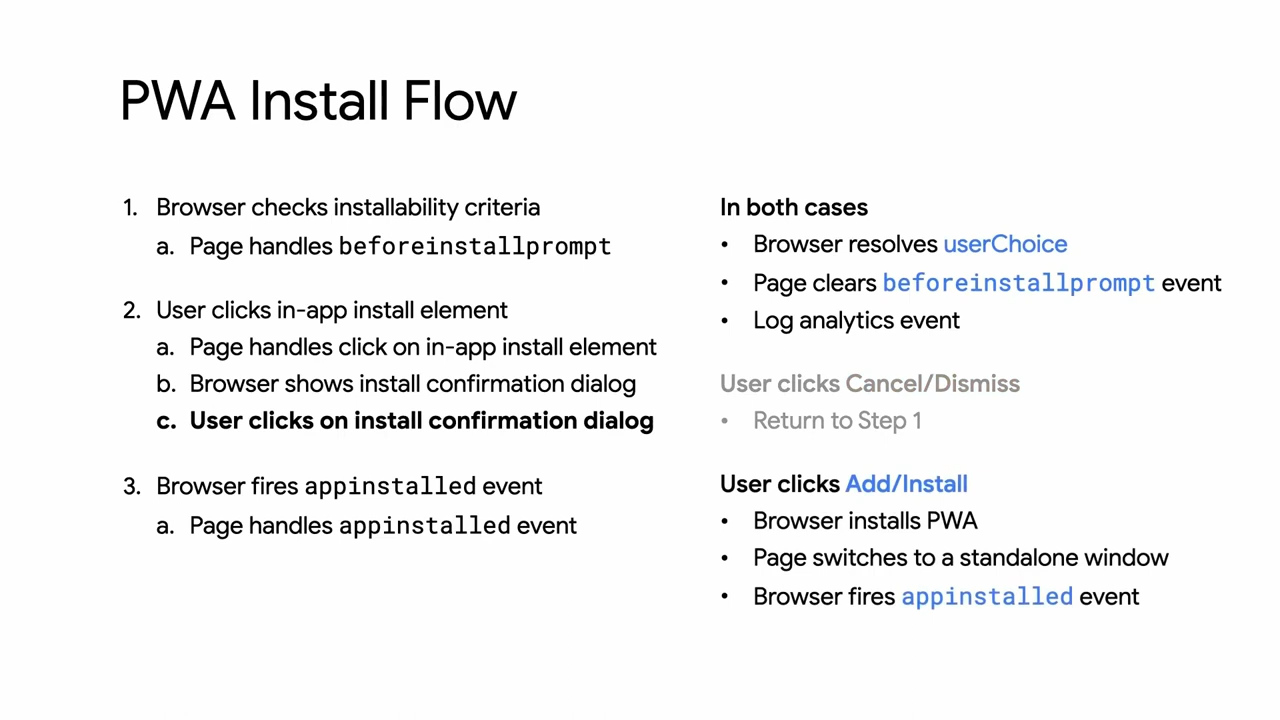 PWA Install Flow
1. Browser checks installability criteria
a. Page handles beforeinstallprompt
2. User clicks in-app install element
a. Page handles click on in-app install element
b. Browser shows install confirmation dialog
c. User clicks on install confirmation dialog
3. Browser fires appinstalled event
a. Page handles appinstalled event
In both cases
• Browser resolves userChoice
• Page clears beforeinstallprompt event
• Log analytics event
User clicks Cancel/Dismiss
• Return to Step 1
User clicks Add/Install
• Browser installs PWA
• Page switches to a standalone window
• Browser fires appinstalled event